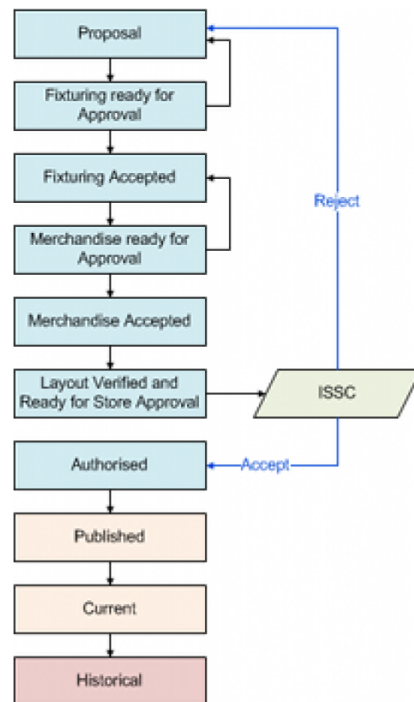 Proposal
Fixturing ready for
Approval
Fixturing Accepted
Reject
Merchandise ready for
Approval
Merchandise Accepted
Layout Verified and
Ready for Store Approval
ISSC
Authorised
Accept
Published
Current
Historical